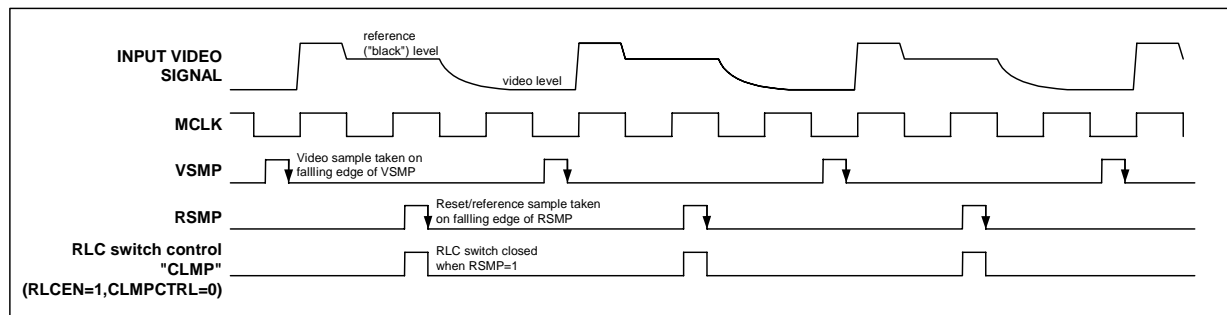 INPUT VIDEO
SIGNAL
reference
("black") level
video level
MCLK
VSMP
Video sample taken on
fallling edge of VSMP
RSMP
Reset/reference sample taken
on fallling edge of RSMP
RLC switch control
"CLMP"
(RLCEN=1,CLMPCTRL=0)
RLC switch closed
when RSMP=1